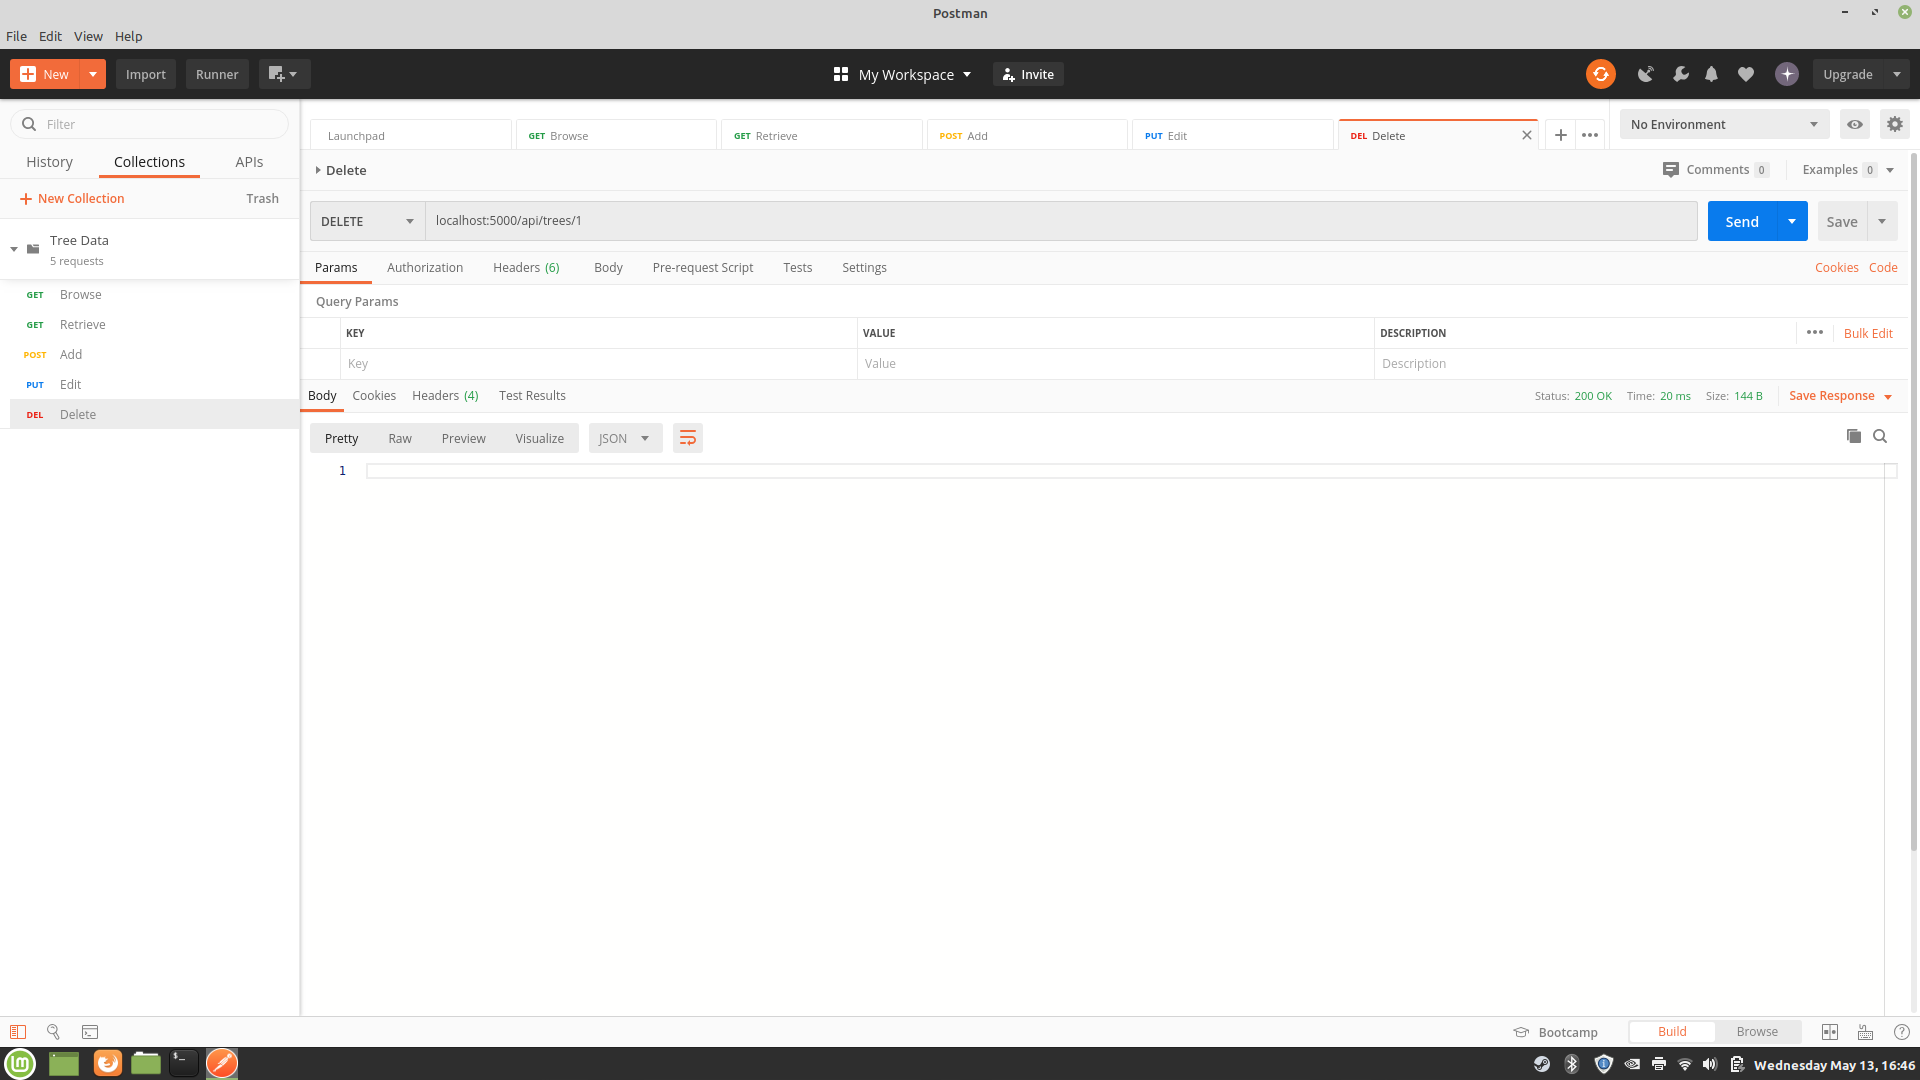 Postman
File Edit View Help
New Import Runner My Workspace Invite Upgrade
Filter
History Collections APIs
New Collection Trash
Tree Data
5 requests
GET Browse
GET Retrieve
POST Add
PUT Edit
DEL Delete
Launchpad GET Browse GET Retrieve POST Add PUT Edit DEL Delete No Environment
Delete Comments 0 Examples 0
DELETE localhost:5000/api/trees/1 Send Save
Params Authorization Headers (6) Body Pre-request Script Tests Settings Cookies Code
Query Params
KEY VALUE DESCRIPTION Bulk Edit
Key Value Description
Body Cookies Headers (4) Test Results Status: 200 OK Time: 20 ms Size: 144 B Save Response
Pretty Raw Preview Visualize JSON
1
Bootcamp Build Browse
Wednesday May 13, 16:46